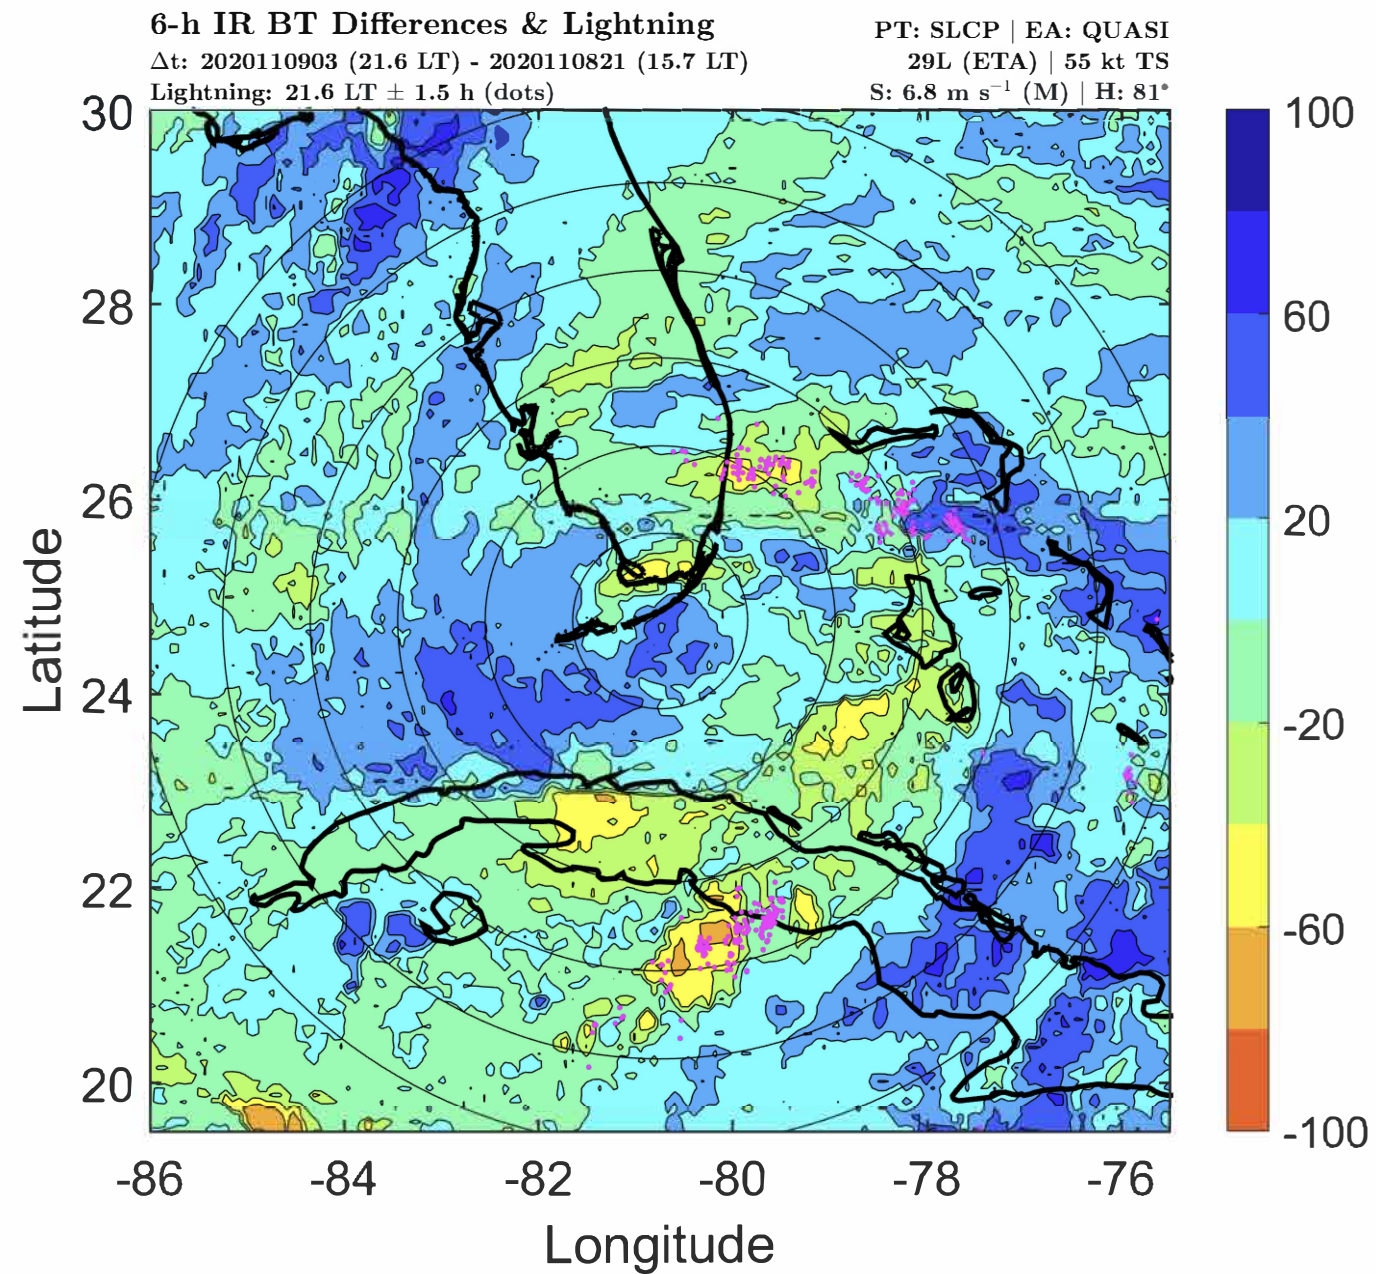 6-h IR BT Differences & Lightning
PT: SLCP | EA: QUASI
Δt: 2020110903 (21.6 LT) - 2020110821 (15.7 LT)
29L (ETA) | 55 kt TS
Lightning: 21.6 LT ± 1.5 h (dots)
S: 6.8 m s⁻¹ (M) | H: 81°
30
28
26
24
22
20
Latitude
-86 -84 -82 -80 -78 -76
Longitude
100
60
20
-20
-60
-100